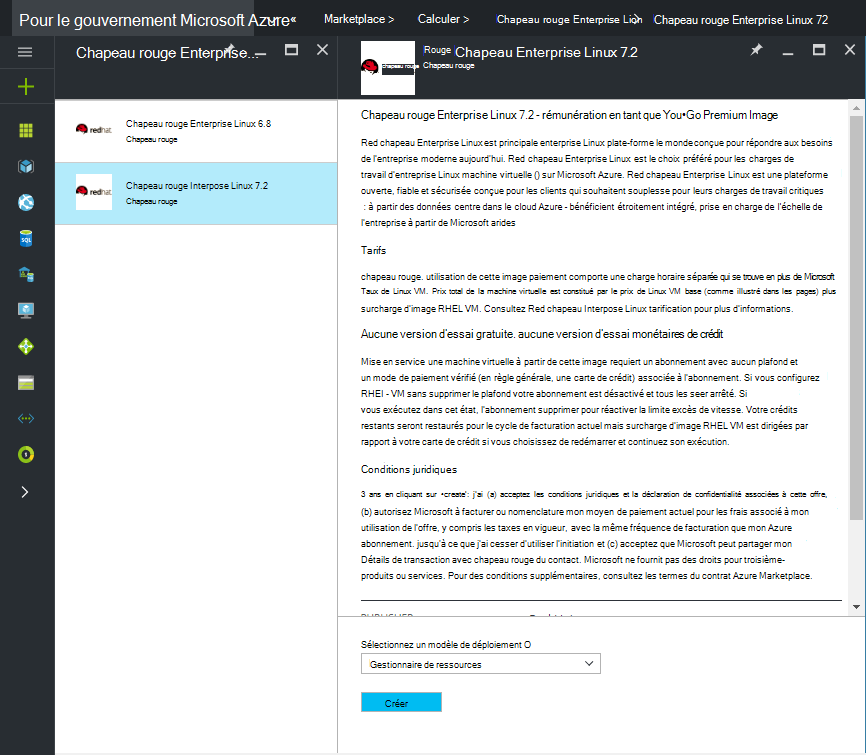 Pour le gouvernement Microsoft Azure«
Marketplace >
Calculer >
Chapeau rouge Enterprise Lion
Chapeau rouge Enterprise Linux 72
Chapeau rouge Enterprise...
Rouge Chapeau Enterprise Linux 7.2
Chapeau rouge
redhat
Chapeau rouge Enterprise Linux 6.8
Chapeau rouge
redhat
Chapeau rouge Interpose Linux 7.2
Chapeau rouge
SQL
Chapeau rouge Enterprise Linux 7.2 - rémunération en tant que You•Go Premium Image
Red chapeau Enterprise Linux est principale enterprise Linux plate-forme le monde conçue pour répondre aux besoins
de l'entreprise moderne aujourd'hui. Red chapeau Enterprise Linux est le choix préféré pour les charges de
travail d'entreprise Linux machine virtuelle () sur Microsoft Azure. Red chapeau Enterprise Linux est une plateforme
ouverte, fiable et sécurisée conçue pour les clients qui souhaitent souplesse pour leurs charges de travail critiques
: à partir des données centre dans le cloud Azure - bénéficient étroitement intégré, prise en charge de l'échelle de
l'entreprise à partir de Microsoft arides
Tarifs
chapeau rouge. utilisation de cette image paiement comporte une charge horaire séparée qui se trouve en plus de Microsoft
Taux de Linux VM. Prix total de la machine virtuelle est constitué par le prix de Linux VM base (comme illustré dans les pages) plus
surcharge d'image RHEL VM. Consultez Red chapeau Interpose Linux tarification pour plus d'informations.
Aucune version d'essai gratuite. aucune version d'essai monétaires de crédit
Mise en service une machine virtuelle à partir de cette image requiert un abonnement avec aucun plafond et
un mode de paiement vérifié (en règle générale, une carte de crédit) associée à l'abonnement. Si vous configurez
RHEI - VM sans supprimer le plafond votre abonnement est désactivé et tous les seer arrêté. Si
vous exécutez dans cet état, l'abonnement supprimer pour réactiver la limite excès de vitesse. Votre crédits
restants seront restaurés pour le cycle de facturation actuel mais surcharge d'image RHEL VM est dirigées par
rapport à votre carte de crédit si vous choisissez de redémarrer et continuez son exécution.
Conditions juridiques
3 ans en cliquant sur •create': j'ai (a) acceptez les conditions juridiques et la déclaration de confidentialité associées à cette offre,
(b) autorisez Microsoft à facturer ou nomenclature mon moyen de paiement actuel pour les frais associé à mon
utilisation de l'offre, y compris les taxes en vigueur, avec la même fréquence de facturation que mon Azure
abonnement. jusqu'à ce que j'ai cesser d'utiliser l'initiation et (c) acceptez que Microsoft peut partager mon
Détails de transaction avec chapeau rouge du contact. Microsoft ne fournit pas des droits pour troisième-
produits ou services. Pour des conditions supplémentaires, consultez les termes du contrat Azure Marketplace.
Sélectionnez un modèle de déploiement O
Gestionnaire de ressources
Créer